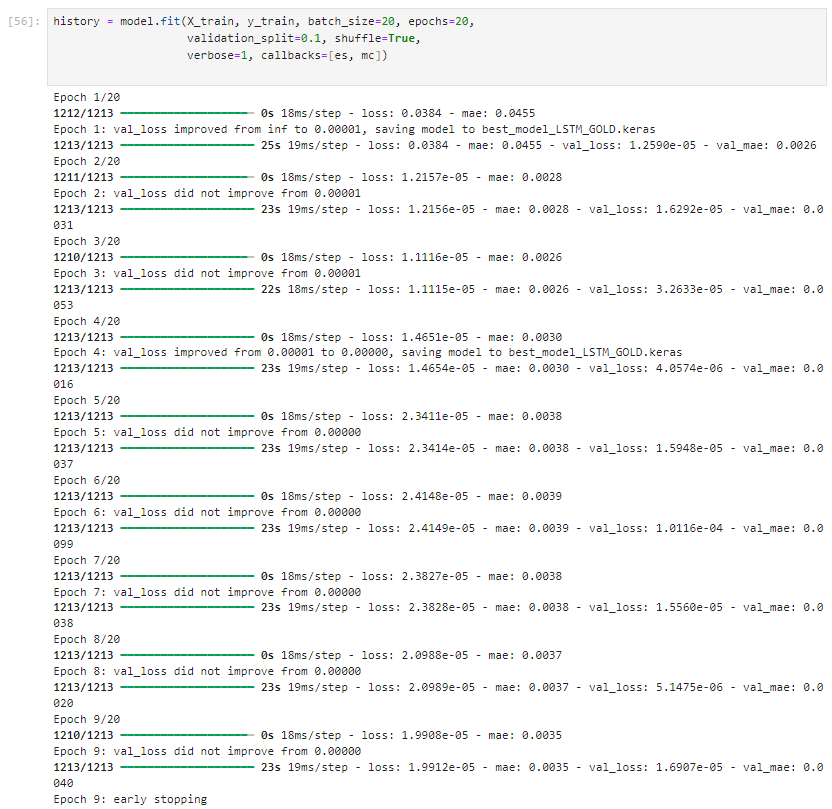 [56]: history = model.fit(X_train, y_train, batch_size=20, epochs=20,
validation_split=0.1, shuffle=True,
verbose=1, callbacks=[es, mc])
Epoch 1/20
1212/1213 ━━━━━━━━━━━━━━━━━━━━ 0s 18ms/step - loss: 0.0384 - mae: 0.0455
Epoch 1: val_loss improved from inf to 0.00001, saving model to best_model_LSTM_GOLD.keras
1213/1213 ━━━━━━━━━━━━━━━━━━━━ 25s 19ms/step - loss: 0.0384 - mae: 0.0455 - val_loss: 1.2590e-05 - val_mae: 0.0026
Epoch 2/20
1211/1213 ━━━━━━━━━━━━━━━━━━━━ 0s 18ms/step - loss: 1.2157e-05 - mae: 0.0028
Epoch 2: val_loss did not improve from 0.00001
1213/1213 ━━━━━━━━━━━━━━━━━━━━ 23s 19ms/step - loss: 1.2156e-05 - mae: 0.0028 - val_loss: 1.6292e-05 - val_mae: 0.0
031
Epoch 3/20
1210/1213 ━━━━━━━━━━━━━━━━━━━━ 0s 18ms/step - loss: 1.1116e-05 - mae: 0.0026
Epoch 3: val_loss did not improve from 0.00001
1213/1213 ━━━━━━━━━━━━━━━━━━━━ 22s 18ms/step - loss: 1.1115e-05 - mae: 0.0026 - val_loss: 3.2633e-05 - val_mae: 0.0
053
Epoch 4/20
1213/1213 ━━━━━━━━━━━━━━━━━━━━ 0s 18ms/step - loss: 1.4651e-05 - mae: 0.0030
Epoch 4: val_loss improved from 0.00001 to 0.00000, saving model to best_model_LSTM_GOLD.keras
1213/1213 ━━━━━━━━━━━━━━━━━━━━ 23s 19ms/step - loss: 1.4654e-05 - mae: 0.0030 - val_loss: 4.0574e-06 - val_mae: 0.0
016
Epoch 5/20
1213/1213 ━━━━━━━━━━━━━━━━━━━━ 0s 18ms/step - loss: 2.3411e-05 - mae: 0.0038
Epoch 5: val_loss did not improve from 0.00000
1213/1213 ━━━━━━━━━━━━━━━━━━━━ 23s 19ms/step - loss: 2.3414e-05 - mae: 0.0038 - val_loss: 1.5948e-05 - val_mae: 0.0
037
Epoch 6/20
1213/1213 ━━━━━━━━━━━━━━━━━━━━ 0s 18ms/step - loss: 2.4148e-05 - mae: 0.0039
Epoch 6: val_loss did not improve from 0.00000
1213/1213 ━━━━━━━━━━━━━━━━━━━━ 23s 19ms/step - loss: 2.4149e-05 - mae: 0.0039 - val_loss: 1.0116e-04 - val_mae: 0.0
099
Epoch 7/20
1213/1213 ━━━━━━━━━━━━━━━━━━━━ 0s 18ms/step - loss: 2.3827e-05 - mae: 0.0038
Epoch 7: val_loss did not improve from 0.00000
1213/1213 ━━━━━━━━━━━━━━━━━━━━ 23s 19ms/step - loss: 2.3828e-05 - mae: 0.0038 - val_loss: 1.5560e-05 - val_mae: 0.0
038
Epoch 8/20
1213/1213 ━━━━━━━━━━━━━━━━━━━━ 0s 18ms/step - loss: 2.0988e-05 - mae: 0.0037
Epoch 8: val_loss did not improve from 0.00000
1213/1213 ━━━━━━━━━━━━━━━━━━━━ 23s 19ms/step - loss: 2.0989e-05 - mae: 0.0037 - val_loss: 5.1475e-06 - val_mae: 0.0
020
Epoch 9/20
1210/1213 ━━━━━━━━━━━━━━━━━━━━ 0s 18ms/step - loss: 1.9908e-05 - mae: 0.0035
Epoch 9: val_loss did not improve from 0.00000
1213/1213 ━━━━━━━━━━━━━━━━━━━━ 23s 19ms/step - loss: 1.9912e-05 - mae: 0.0035 - val_loss: 1.6907e-05 - val_mae: 0.0
040
Epoch 9: early stopping